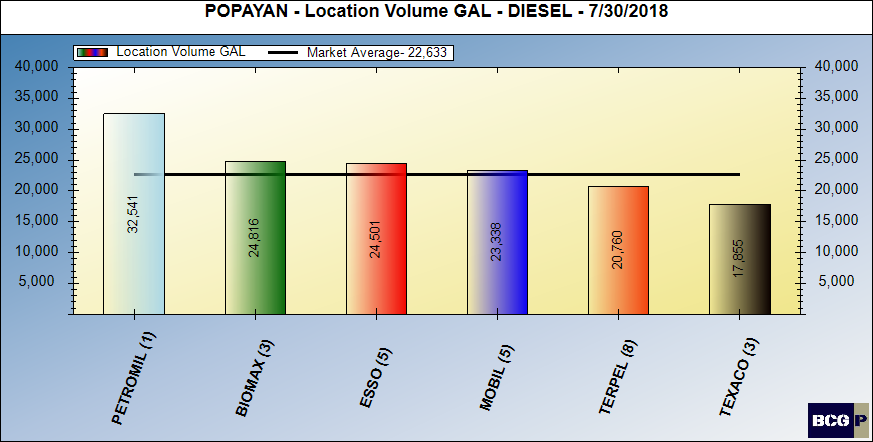 POPAYAN - Location Volume GAL - DIESEL - 7/30/2018
Location Volume GAL
Market Average- 22,633
40,000
35,000
30,000
25,000
20,000
15,000
10,000
5,000
40,000
35,000
30,000
25,000
20,000
15,000
10,000
5,000
32,541
24,816
24,501
23,338
20,760
17,855
PETROMIL (1)
BIOMAX (3)
ESSO (5)
MOBIL (5)
TERPEL (8)
TEXACO (3)
BCG P